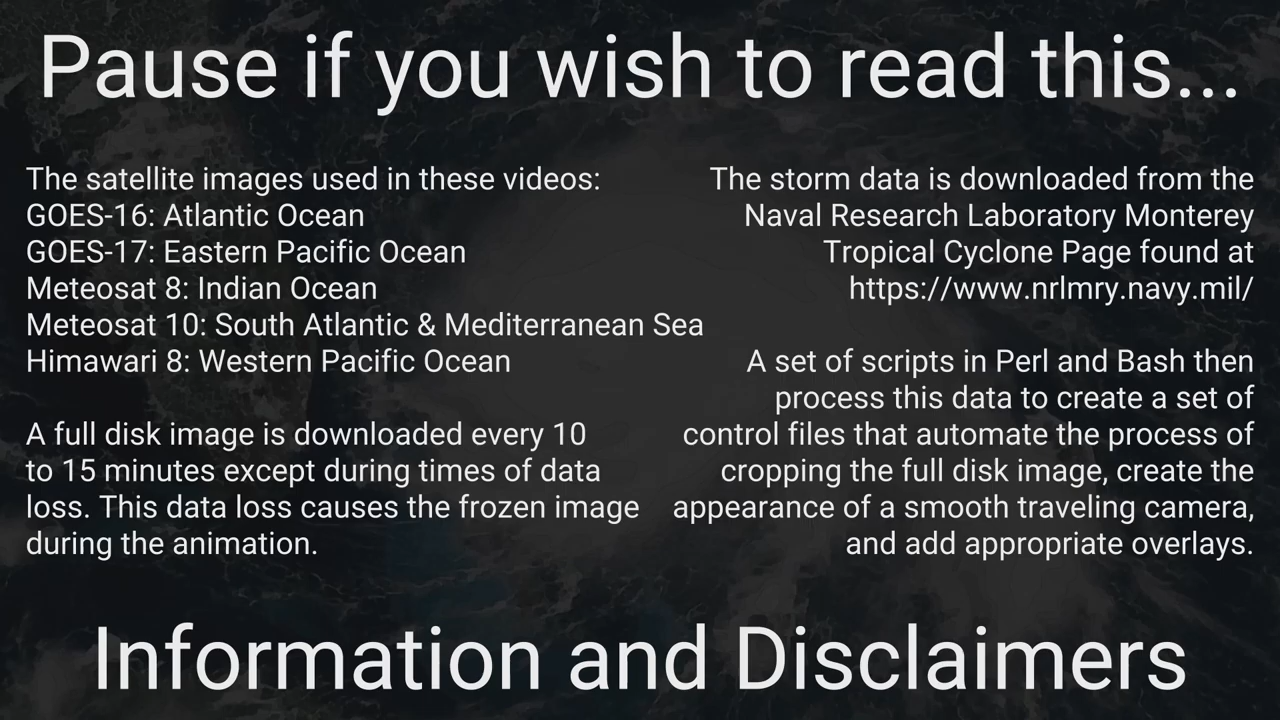 Pause if you wish to read this...
The satellite images used in these videos:
GOES-16: Atlantic Ocean
GOES-17: Eastern Pacific Ocean
Meteosat 8: Indian Ocean
Meteosat 10: South Atlantic & Mediterranean Sea
Himawari 8: Western Pacific Ocean
A full disk image is downloaded every 10
to 15 minutes except during times of data
loss. This data loss causes the frozen image
during the animation.
The storm data is downloaded from the
Naval Research Laboratory Monterey
Tropical Cyclone Page found at
https://www.nrlmry.navy.mil/
A set of scripts in Perl and Bash then
process this data to create a set of
control files that automate the process of
cropping the full disk image, create the
appearance of a smooth traveling camera,
and add appropriate overlays.
Information and Disclaimers